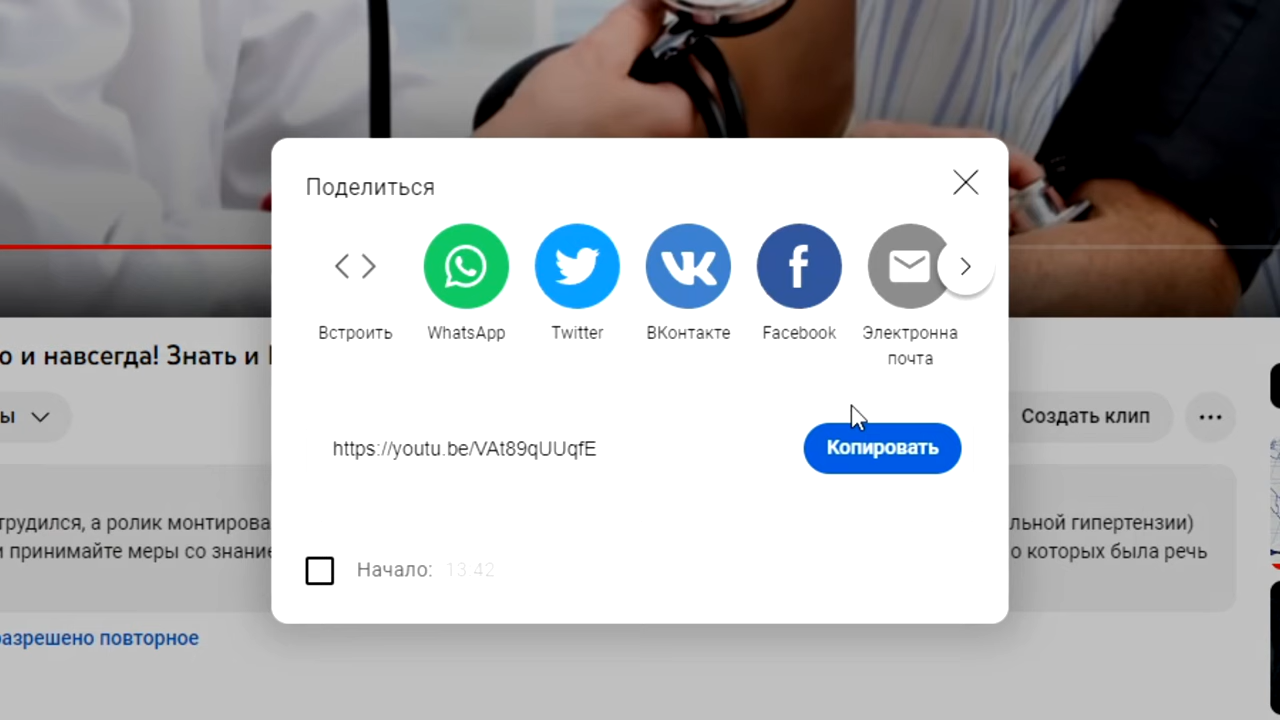 Поделиться
Встроить
WhatsApp
Twitter
ВКонтакте
Facebook
Электронна
почта
о и навсегда! Знать и
ы
Создать клип
https://youtu.be/VAt89qUUqfE
Копировать
трудился, а ролик монтирова
льной гипертензии)
и принимайте меры со знание
о которых была речь
Начало: 13:42
разрешено повторное